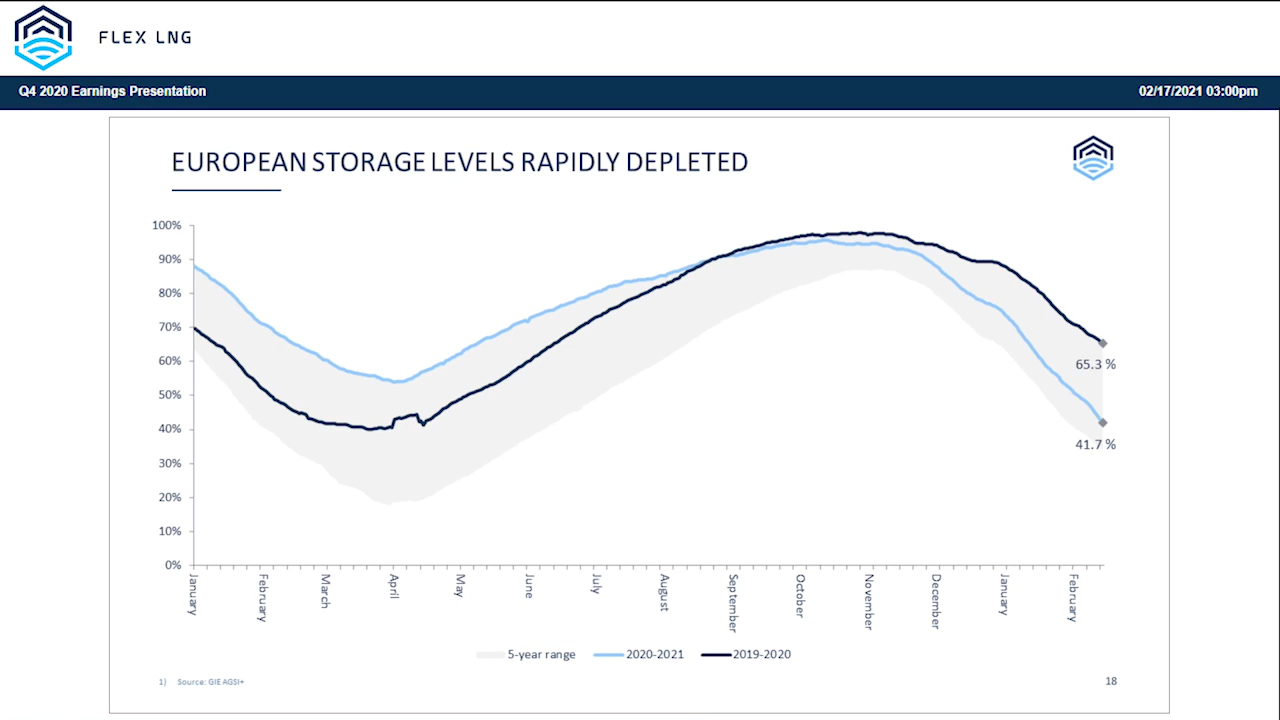 FLEX LNG
Q4 2020 Earnings Presentation
02/17/2021 03:00pm
EUROPEAN STORAGE LEVELS RAPIDLY DEPLETED
100%
90%
80%
70%
60%
50%
40%
30%
20%
10%
0%
65.3 %
41.7 %
January
February
March
April
May
June
July
August
September
October
November
December
January
February
5-year range
2020-2021
2019-2020
1) Source: GIE AGSI+
18